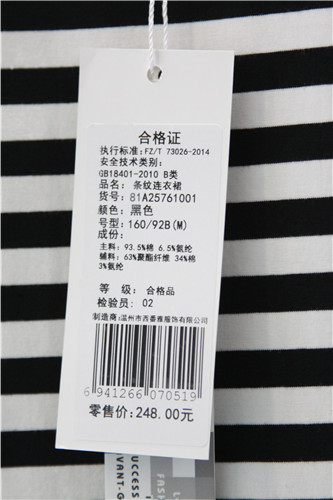 合格证
执行标准: FZ/T 73026-2014
安全技术类别:
GB18401-2010 B类
品名: 条纹连衣裙
货号: 81A25761001
颜色: 黑色
号型: 160/92B(M)
成份:
主料: 93.5%棉 6.5%氨纶
辅料: 63%聚酯纤维 34%棉
3%氨纶
等 级: 合格品
检验员: 02
制造商: 温州市西番雅服饰有限公司
6 941266 070519
零售价: 248.00元
UCCESS
VANT-G
FASH